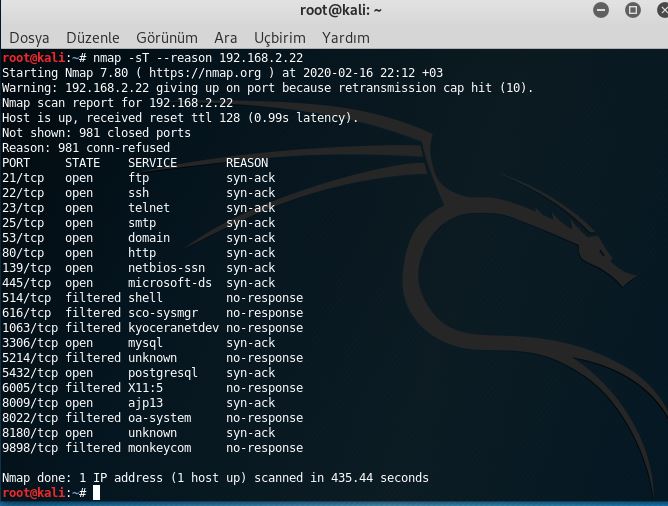 root@kali: ~
Dosya Düzenle Görünüm Ara Uçbirim Yardım
root@kali:~# nmap -sT --reason 192.168.2.22
Starting Nmap 7.80 ( https://nmap.org ) at 2020-02-16 22:12 +03
Warning: 192.168.2.22 giving up on port because retransmission cap hit (10).
Nmap scan report for 192.168.2.22
Host is up, received reset ttl 128 (0.99s latency).
Not shown: 981 closed ports
Reason: 981 conn-refused
PORT     STATE    SERVICE       REASON
21/tcp   open     ftp           syn-ack
22/tcp   open     ssh           syn-ack
23/tcp   open     telnet        syn-ack
25/tcp   open     smtp          syn-ack
53/tcp   open     domain        syn-ack
80/tcp   open     http          syn-ack
139/tcp  open     netbios-ssn   syn-ack
445/tcp  open     microsoft-ds  syn-ack
514/tcp  filtered shell         no-response
616/tcp  filtered sco-sysmgr    no-response
1063/tcp filtered kyoceranetdev no-response
3306/tcp open     mysql         syn-ack
5214/tcp filtered unknown       no-response
5432/tcp open     postgresql    syn-ack
6005/tcp filtered X11:5         no-response
8009/tcp open     ajp13         syn-ack
8022/tcp filtered oa-system     no-response
8180/tcp open     unknown       syn-ack
9898/tcp filtered monkeycom     no-response
Nmap done: 1 IP address (1 host up) scanned in 435.44 seconds
root@kali:~#